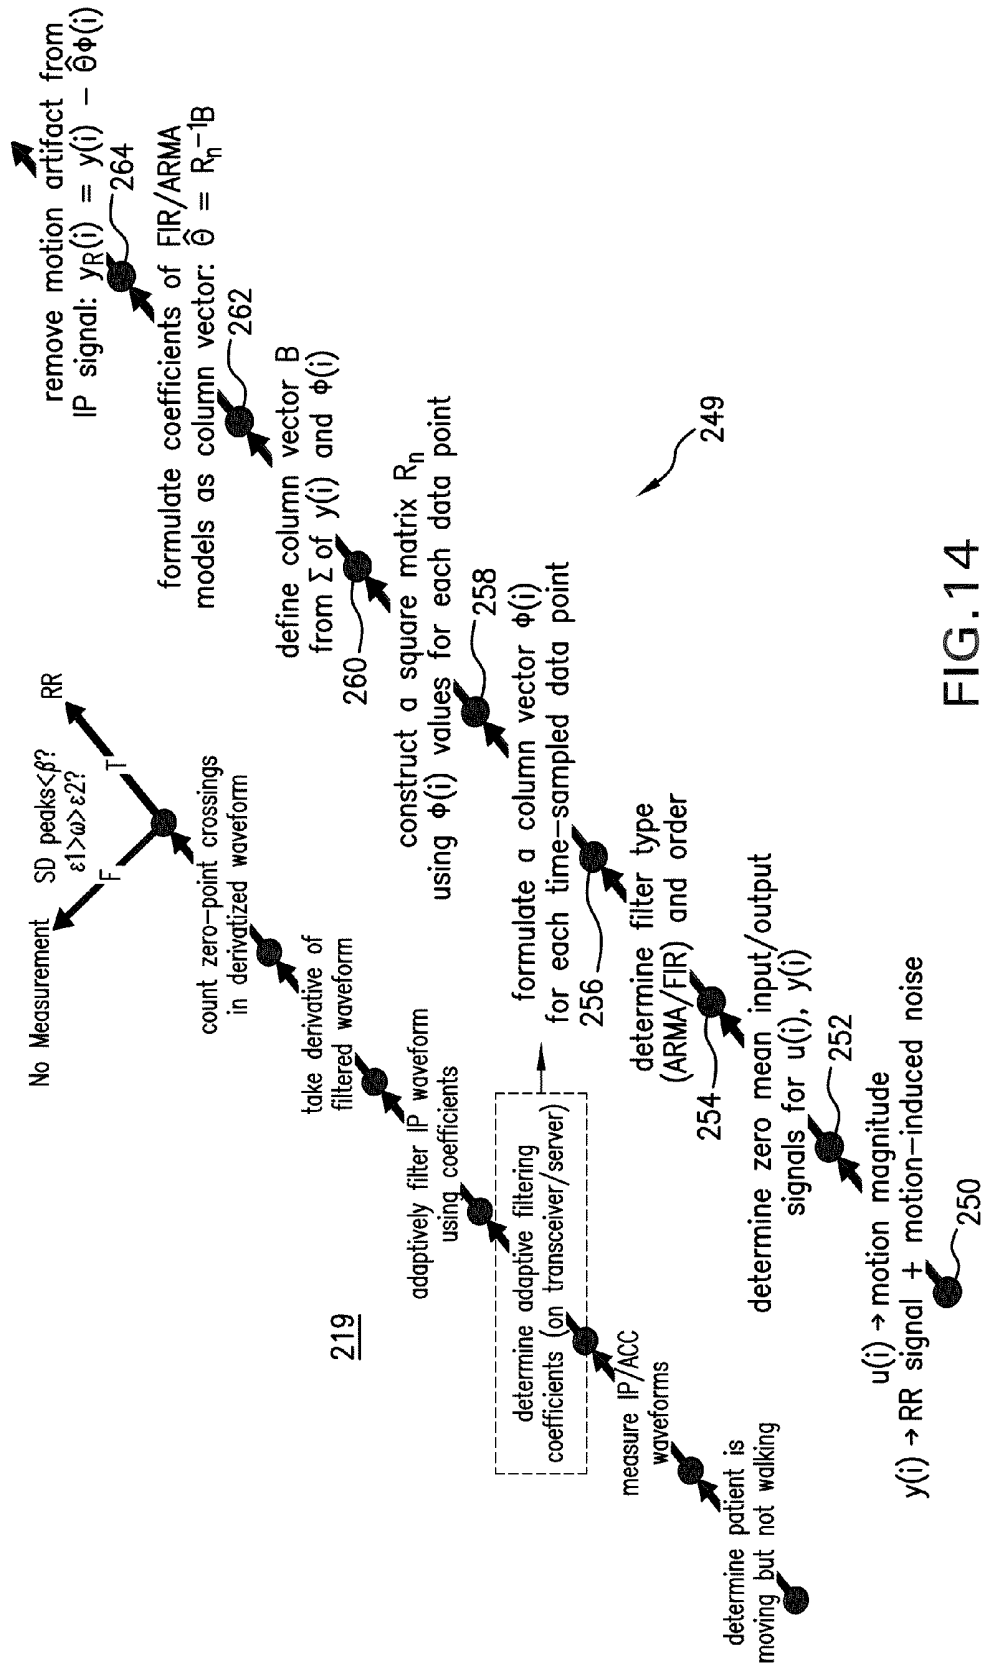 No Measurement
SD peaks<β?
ε1>ω>ε2?
RR
F
T
count zero-point crossings
in derivatized waveform
take derivative of
filtered waveform
adaptively filter IP waveform
using coefficients
219
determine adaptive filtering
coefficients (on transceiver/server)
measure IP/ACC
waveforms
determine patient is
moving but not walking
remove motion artifact from
IP signal: yR(i) = y(i) − Θ̂ϕ(i)
264
formulate coefficients of FIR/ARMA
models as column vector: Θ̂ = Rn−1B
262
define column vector B
from Σ of y(i) and ϕ(i)
260
construct a square matrix Rn
using ϕ(i) values for each data point
258
formulate a column vector ϕ(i)
for each time-sampled data point
256
determine filter type
(ARMA/FIR) and order
254
determine zero mean input/output
signals for u(i), y(i)
252
u(i) → motion magnitude
y(i) → RR signal + motion-induced noise
250
249
FIG.14